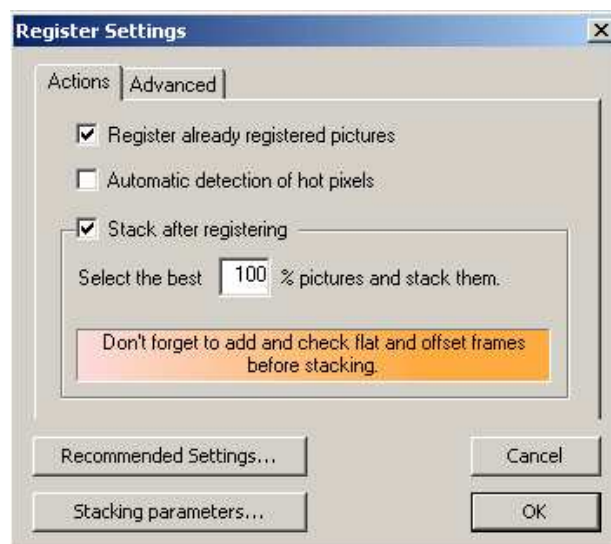 Register Settings
Actions
Advanced
Register already registered pictures
Automatic detection of hot pixels
Stack after registering
Select the best 100 % pictures and stack them.
Don't forget to add and check flat and offset frames
before stacking.
Recommended Settings...
Cancel
Stacking parameters...
OK